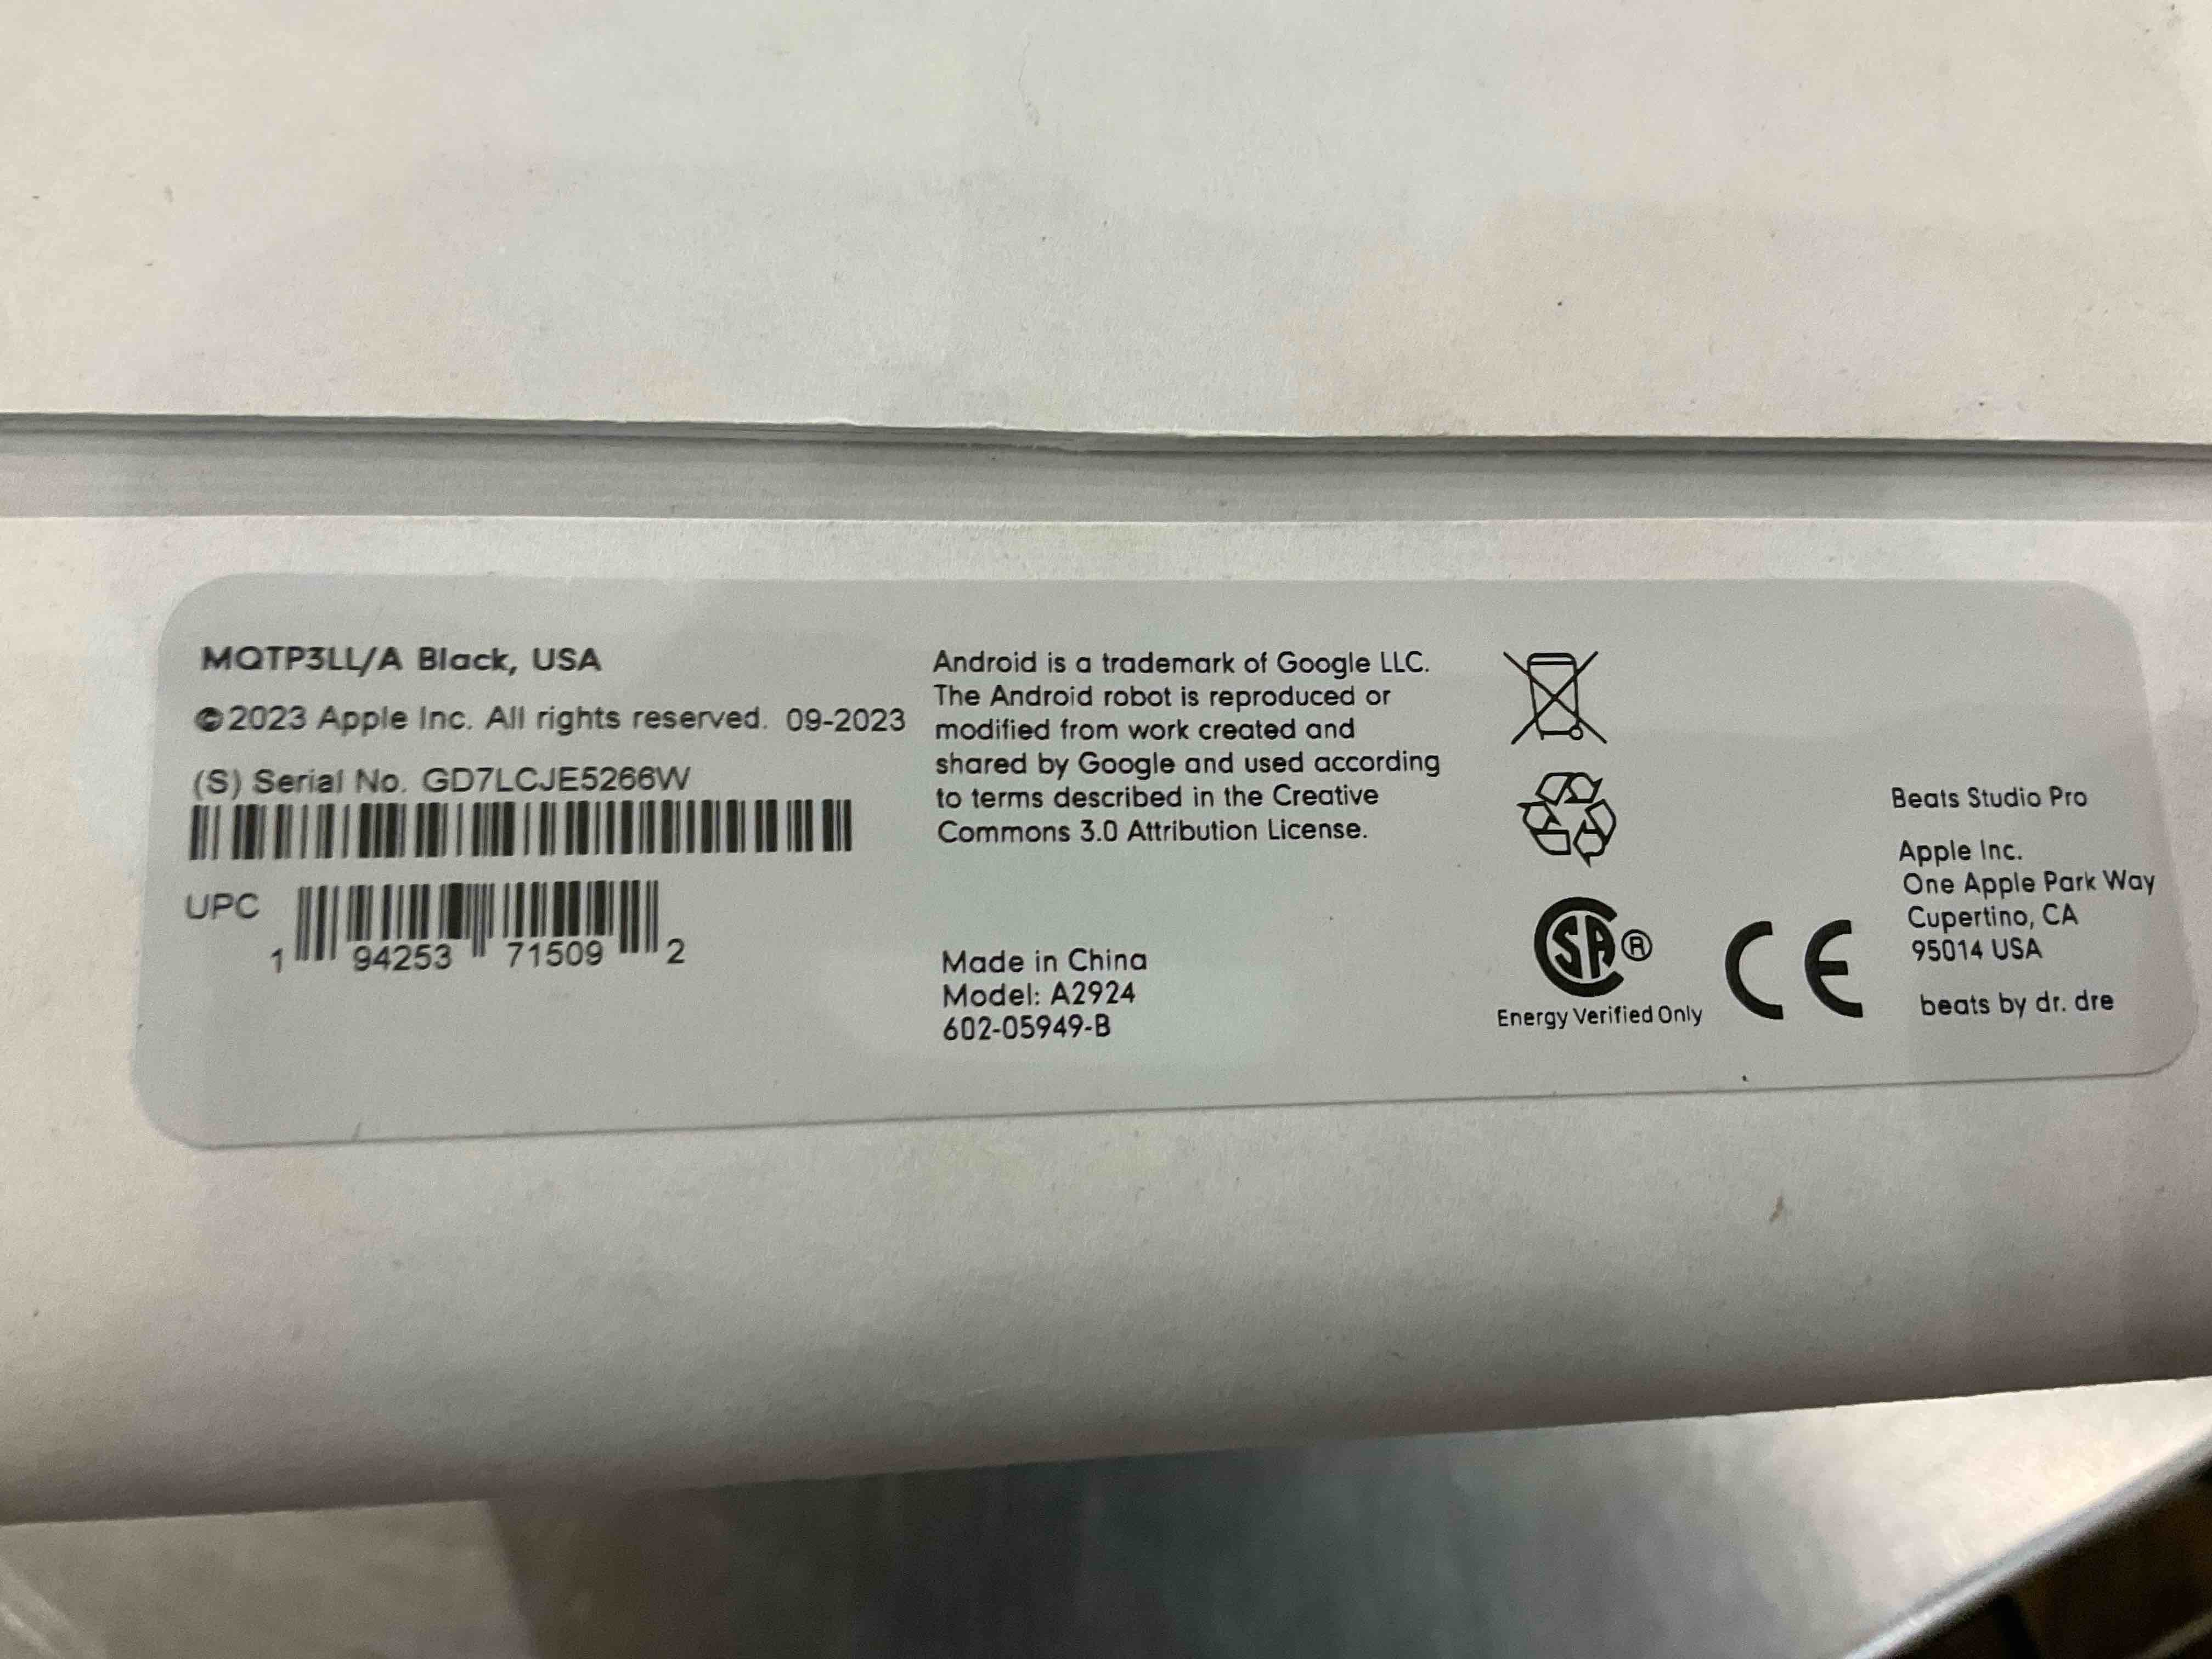 MQTP3LL/A Black, USA
©2023 Apple Inc. All rights reserved. 09-2023
(S) Serial No. GD7LCJE5266W
UPC
1 94253 71509 2
Android is a trademark of Google LLC.
The Android robot is reproduced or
modified from work created and
shared by Google and used according
to terms described in the Creative
Commons 3.0 Attribution License.
Made in China
Model: A2924
602-05949-B
SA®
Energy Verified Only
CE
Beats Studio Pro
Apple Inc.
One Apple Park Way
Cupertino, CA
95014 USA
beats by dr. dre